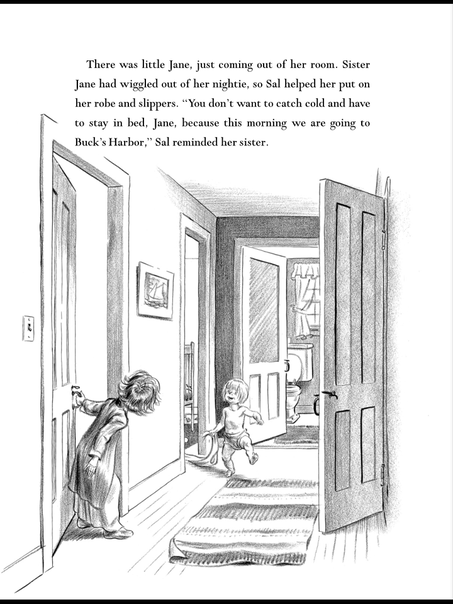 There was little Jane, just coming out of her room. Sister
Jane had wiggled out of her nightie, so Sal helped her put on
her robe and slippers. “You don’t want to catch cold and have
to stay in bed, Jane, because this morning we are going to
Buck’s Harbor,” Sal reminded her sister.